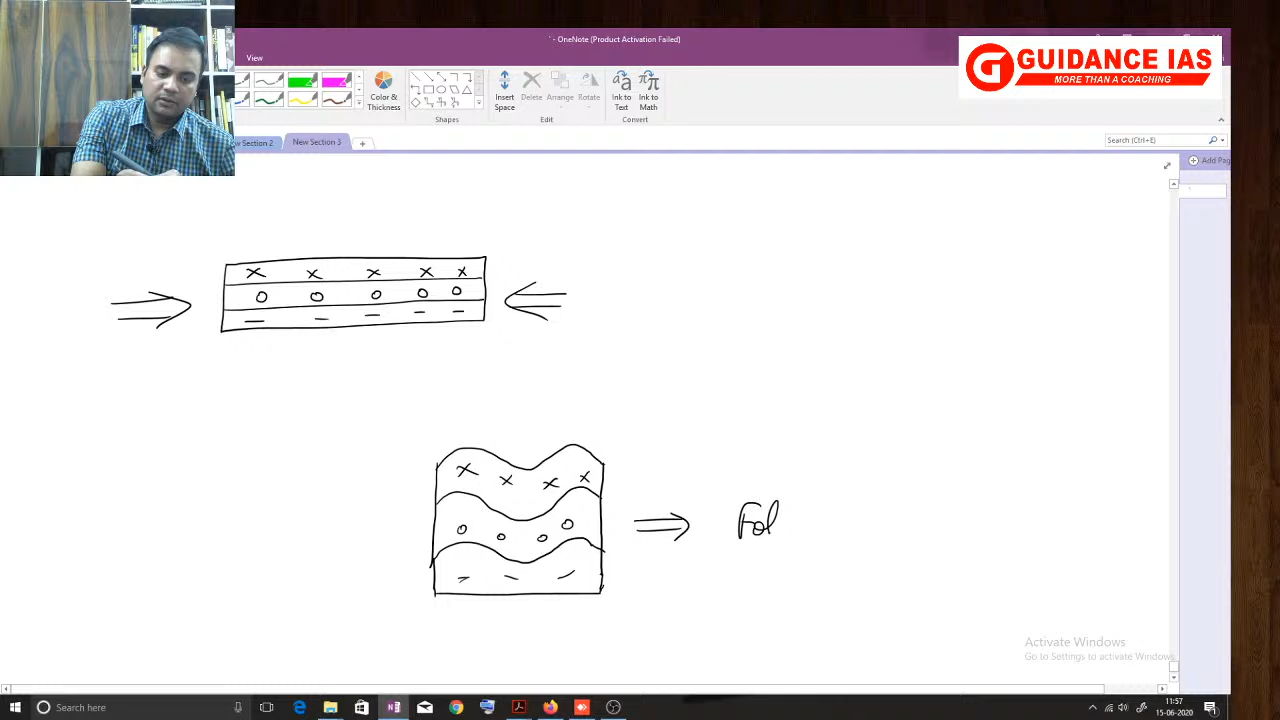 - OneNote (Product Activation Failed)
GUIDANCE IAS
MORE THAN A COACHING
View
Color & Thickness
Shapes
Insert Space
Delete
Arrange
Rotate
Edit
Ink to Text
Ink to Math
Convert
Section 2
New Section 3
Search (Ctrl+E)
Add Pag
Fol
Activate Windows
Go to Settings to activate Windows.
Search here
11:57
15-06-2020